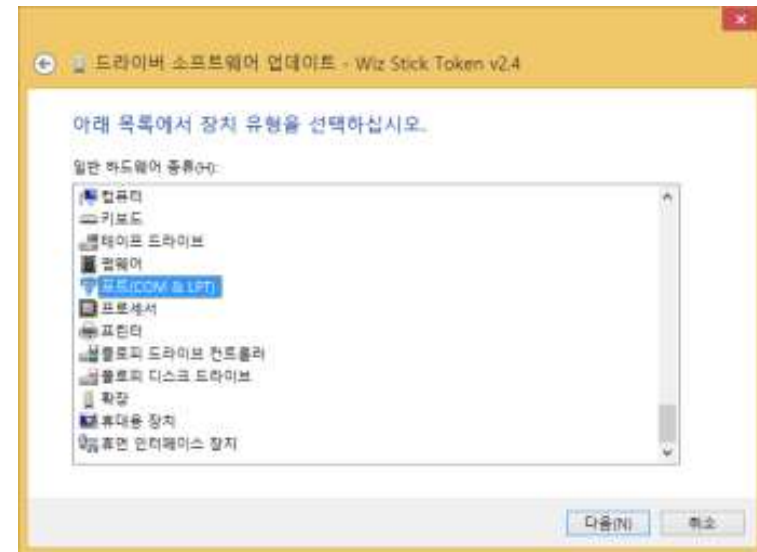 드라이버 소프트웨어 업데이트 - Wiz Stick Token v2.4
아래 목록에서 장치 유형을 선택하십시오.
일반 하드웨어 종류(H):
컴퓨터
키보드
테이프 드라이브
펌웨어
포트(COM & LPT)
프로세서
프린터
플로피 드라이브 컨트롤러
플로피 디스크 드라이브
확장
휴대용 장치
휴먼 인터페이스 장치
다음(N)
취소